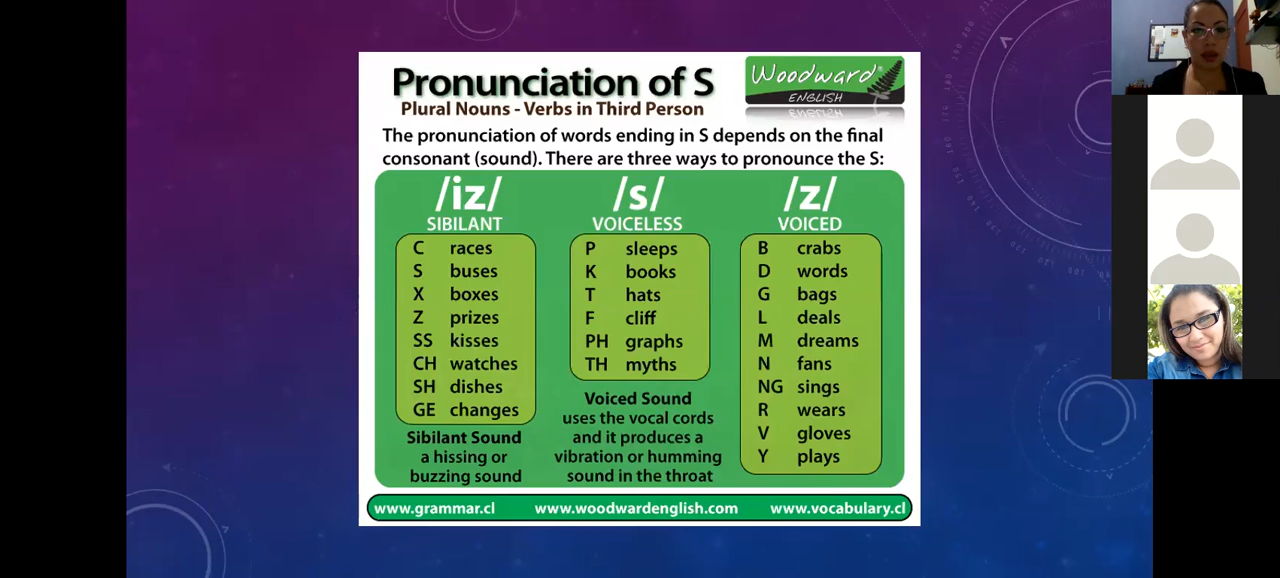 Pronunciation of S
Woodward®
ENGLISH
Plural Nouns - Verbs in Third Person
The pronunciation of words ending in S depends on the final
consonant (sound). There are three ways to pronounce the S:
/iz/
SIBILANT
C races
S buses
X boxes
Z prizes
SS kisses
CH watches
SH dishes
GE changes
Sibilant Sound
a hissing or
buzzing sound
/s/
VOICELESS
P sleeps
K books
T hats
F cliff
PH graphs
TH myths
Voiced Sound
uses the vocal cords
and it produces a
vibration or humming
sound in the throat
/z/
VOICED
B crabs
D words
G bags
L deals
M dreams
N fans
NG sings
R wears
V gloves
Y plays
www.grammar.cl www.woodwardenglish.com www.vocabulary.cl